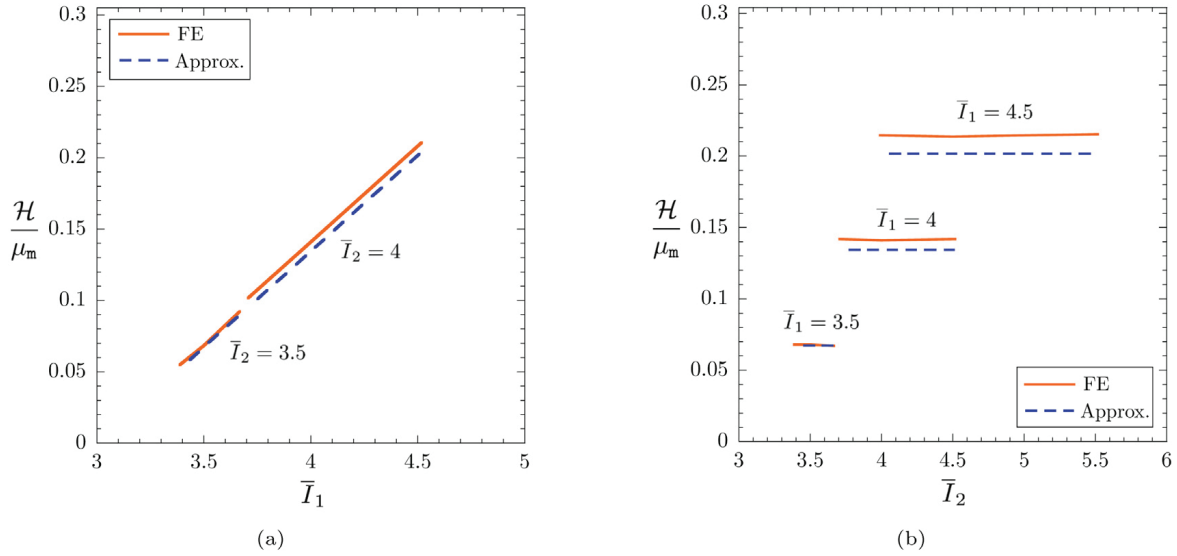 0.3
0.25
0.2
0.15
0.1
0.05
0
3
3.5
4
4.5
5
FE
Approx.
Ī₂ = 4
Ī₂ = 3.5
ℋ
μₘ
Ī₁
(a)
0.3
0.25
0.2
0.15
0.1
0.05
0
3
3.5
4
4.5
5
5.5
6
Ī₁ = 4.5
Ī₁ = 4
Ī₁ = 3.5
FE
Approx.
ℋ
μₘ
Ī₂
(b)